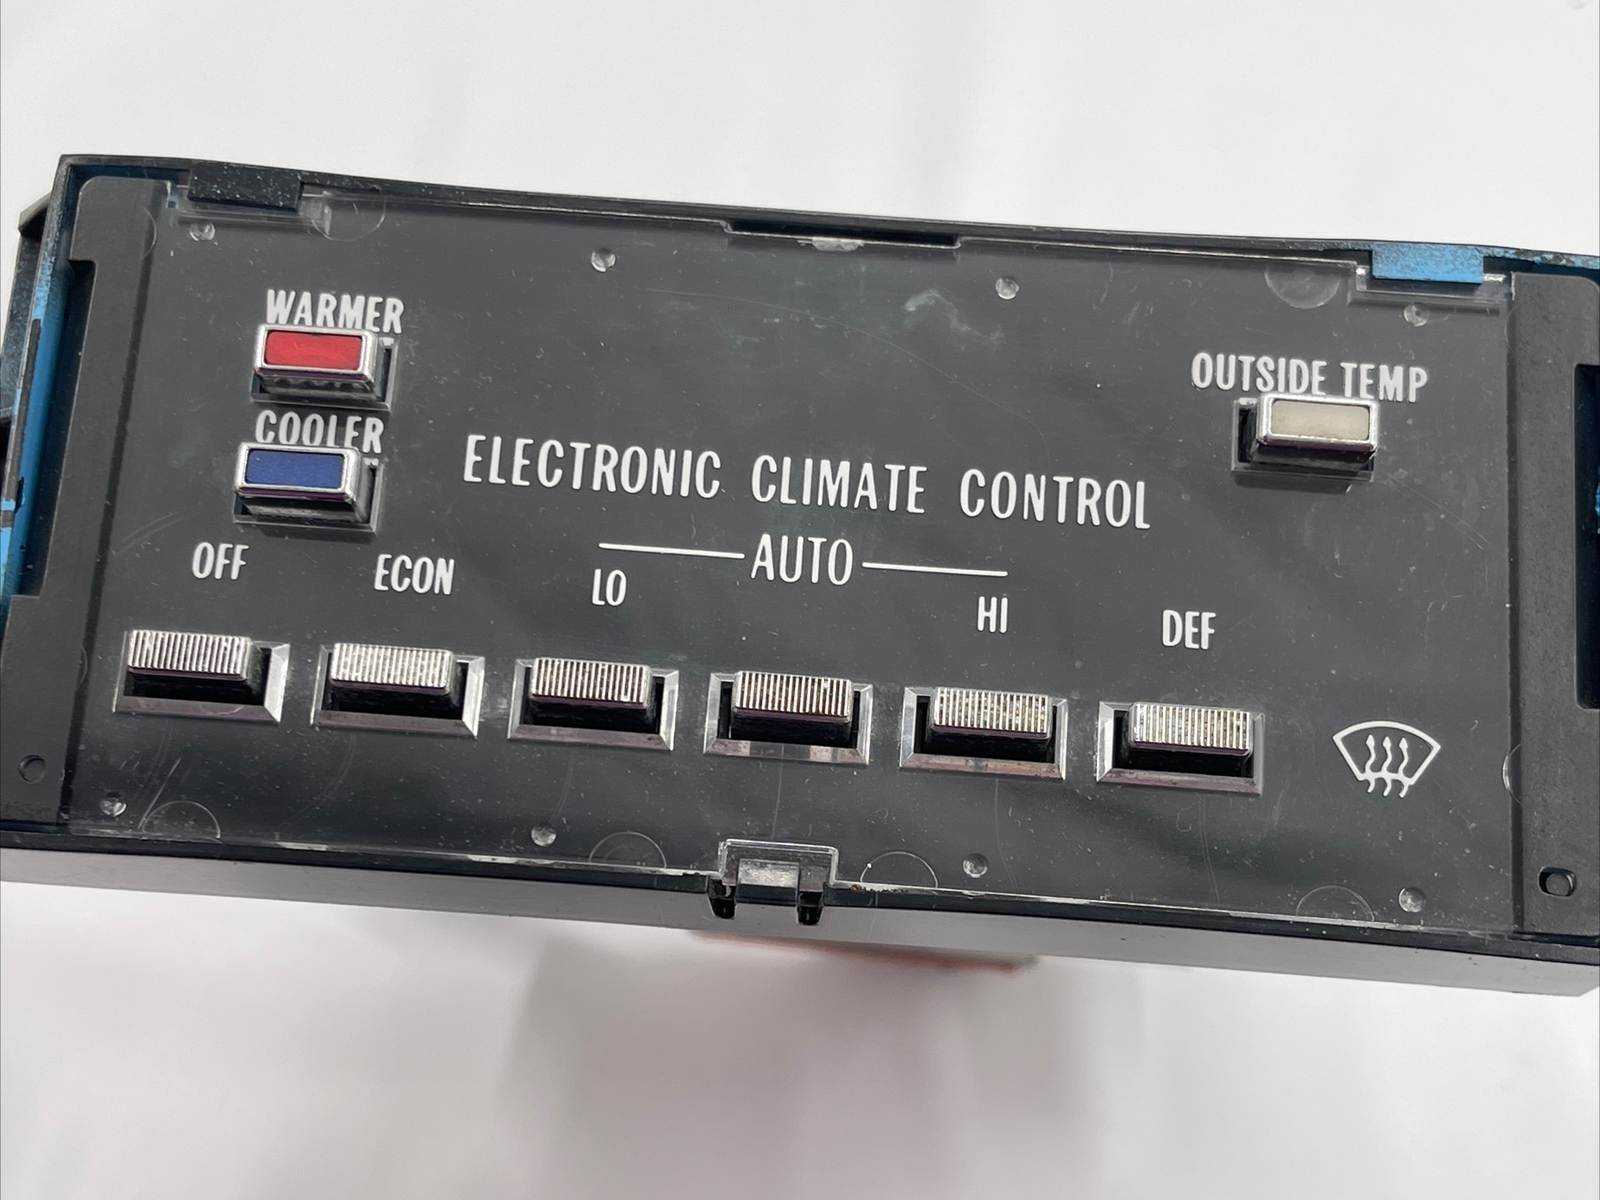 WARMER
OUTSIDE TEMP
COOLER
ELECTRONIC CLIMATE CONTROL
AUTO
OFF
ECON
LO
HI
DEF